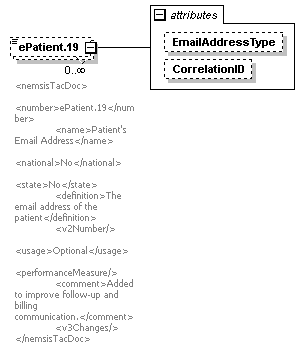 attributes
ePatient.19
EmailAddressType
0..∞
CorrelationID
<nemsisTacDoc>
<number>ePatient.19</num
ber>
<name>Patient's
Email Address</name>
<national>No</national>
<state>No</state>
<definition>The
email address of the
patient</definition>
<v2Number/>
<usage>Optional</usage>
<performanceMeasure/>
<comment>Added
to improve follow-up and
billing
communication.</comment>
<v3Changes/>
</nemsisTacDoc>